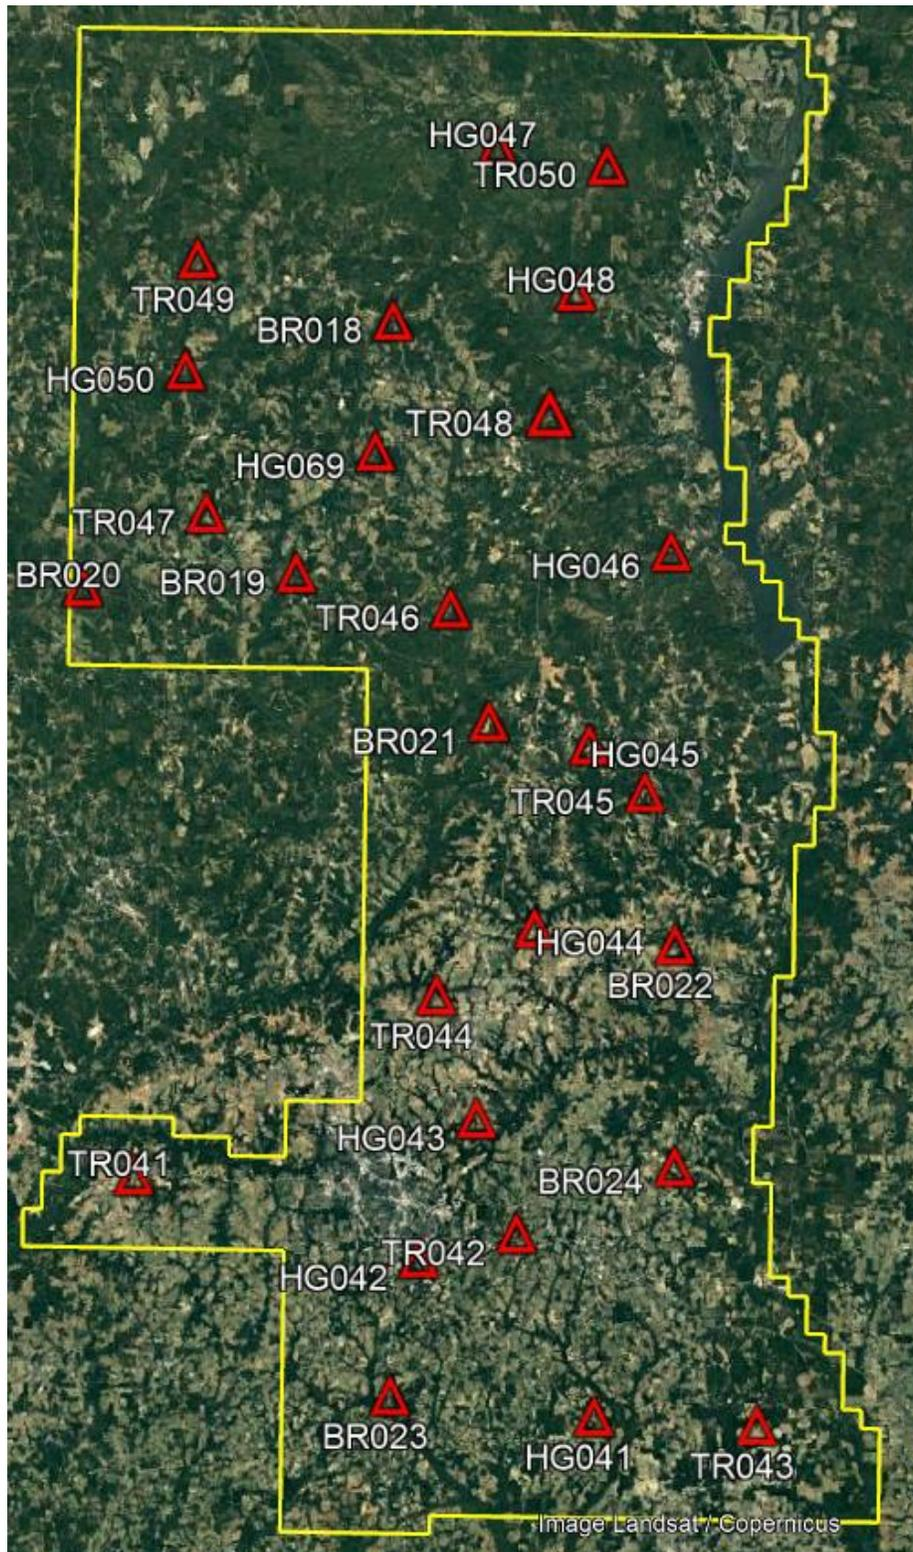 HG047
TR050
HG048
TR049
BR018
HG050
TR048
HG069
TR047
HG046
BR020
BR019
TR046
BR021
HG045
TR045
HG044
BR022
TR044
HG043
TR041
BR024
TR042
HG042
BR023
HG041
TR043
Image Landsat / Copernicus